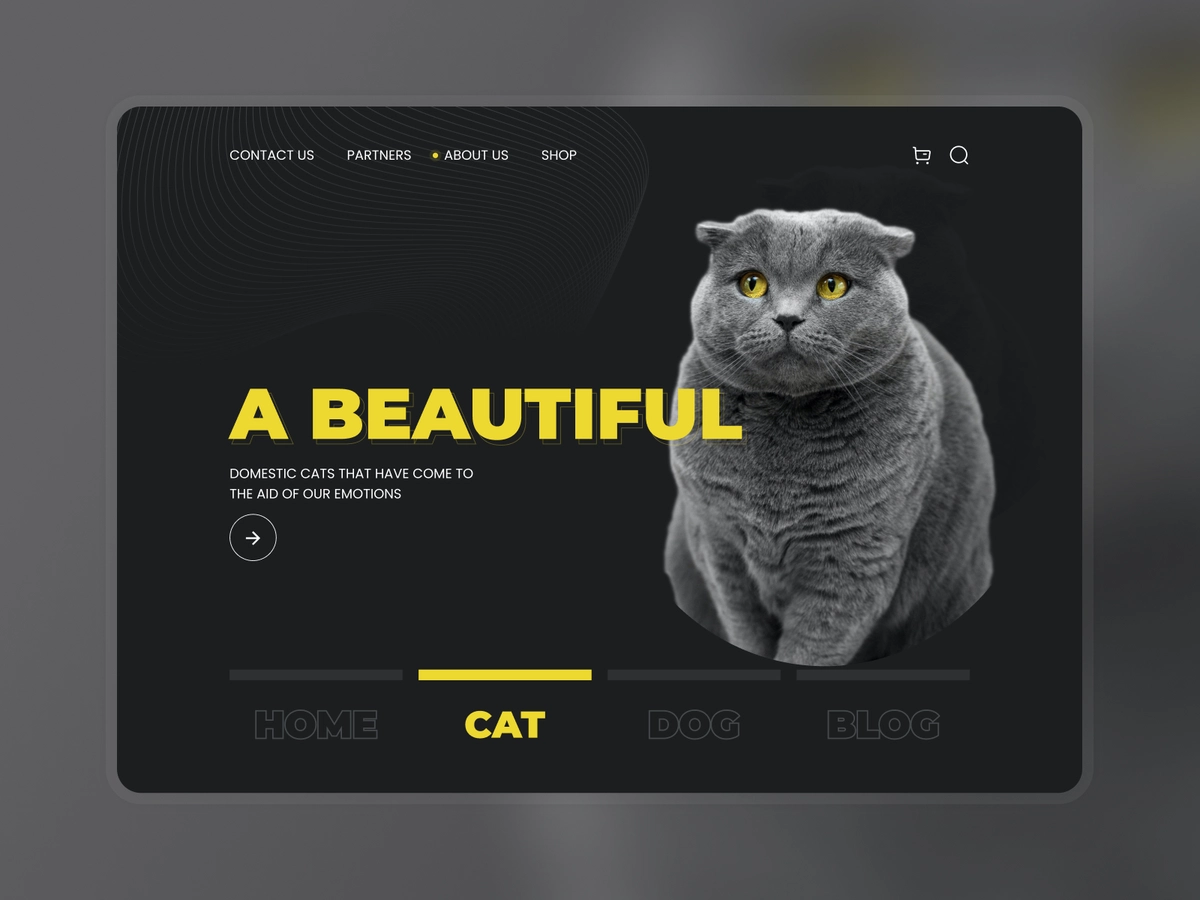 CONTACT US PARTNERS ABOUT US SHOP
A BEAUTIFUL
DOMESTIC CATS THAT HAVE COME TO
THE AID OF OUR EMOTIONS
HOME CAT DOG BLOG